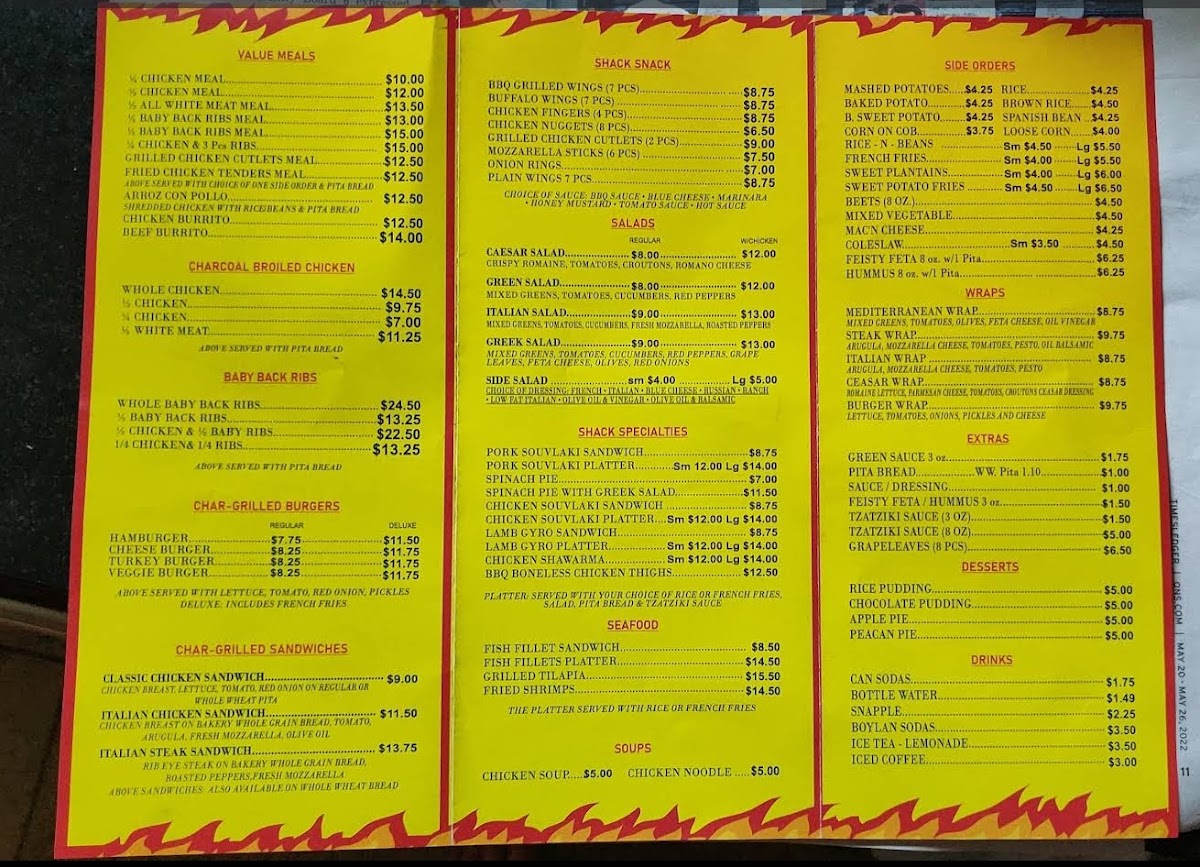 VALUE MEALS
¼ CHICKEN MEAL $10.00
½ CHICKEN MEAL $12.00
½ ALL WHITE MEAT MEAL $13.50
¼ BABY BACK RIBS MEAL $13.00
½ BABY BACK RIBS MEAL $15.00
¼ CHICKEN & 3 Pcs RIBS $15.00
GRILLED CHICKEN CUTLETS MEAL $12.50
FRIED CHICKEN TENDERS MEAL $12.50
ABOVE SERVED WITH CHOICE OF ONE SIDE ORDER & PITA BREAD
ARROZ CON POLLO $12.50
SHREDDED CHICKEN WITH RICE/BEANS & PITA BREAD
CHICKEN BURRITO $12.50
BEEF BURRITO $14.00
CHARCOAL BROILED CHICKEN
WHOLE CHICKEN $14.50
½ CHICKEN $9.75
¼ CHICKEN $7.00
½ WHITE MEAT $11.25
ABOVE SERVED WITH PITA BREAD
BABY BACK RIBS
WHOLE BABY BACK RIBS $24.50
½ BABY BACK RIBS $13.25
½ CHICKEN & ½ BABY RIBS $22.50
1/4 CHICKEN& 1/4 RIBS $13.25
ABOVE SERVED WITH PITA BREAD
CHAR-GRILLED BURGERS
REGULAR DELUXE
HAMBURGER $7.75 $11.50
CHEESE BURGER $8.25 $11.75
TURKEY BURGER $8.25 $11.75
VEGGIE BURGER $8.25 $11.75
ABOVE SERVED WITH LETTUCE, TOMATO, RED ONION, PICKLES
DELUXE: INCLUDES FRENCH FRIES
CHAR-GRILLED SANDWICHES
CLASSIC CHICKEN SANDWICH $9.00
CHICKEN BREAST, LETTUCE, TOMATO, RED ONION ON REGULAR OR
WHOLE WHEAT PITA
ITALIAN CHICKEN SANDWICH $11.50
CHICKEN BREAST ON BAKERY WHOLE GRAIN BREAD, TOMATO,
ARUGULA, FRESH MOZZARELLA, OLIVE OIL
ITALIAN STEAK SANDWICH $13.75
RIB EYE STEAK ON BAKERY WHOLE GRAIN BREAD,
ROASTED PEPPERS,FRESH MOZZARELLA
ABOVE SANDWICHES: ALSO AVAILABLE ON WHOLE WHEAT BREAD
SHACK SNACK
BBQ GRILLED WINGS (7 PCS) $8.75
BUFFALO WINGS (7 PCS) $8.75
CHICKEN FINGERS (4 PCS) $8.75
CHICKEN NUGGETS (8 PCS) $6.50
GRILLED CHICKEN CUTLETS (2 PCS) $9.00
MOZZARELLA STICKS (6 PCS) $7.50
ONION RINGS $7.00
PLAIN WINGS 7 PCS $8.75
CHOICE OF SAUCE: BBQ SAUCE • BLUE CHEESE • MARINARA
• HONEY MUSTARD • TOMATO SAUCE • HOT SAUCE
SALADS
REGULAR W/CHICKEN
CAESAR SALAD $8.00 $12.00
CRISPY ROMAINE, TOMATOES, CROUTONS, ROMANO CHEESE
GREEN SALAD $8.00 $12.00
MIXED GREENS, TOMATOES, CUCUMBERS, RED PEPPERS
ITALIAN SALAD $9.00 $13.00
MIXED GREENS, TOMATOES, CUCUMBERS, FRESH MOZZARELLA, ROASTED PEPPERS
GREEK SALAD $9.00 $13.00
MIXED GREENS, TOMATOES, CUCUMBERS, RED PEPPERS, GRAPE
LEAVES, FETA CHEESE, OLIVES, RED ONIONS
SIDE SALAD sm $4.00 Lg $5.00
CHOICE OF DRESSING: FRENCH • ITALIAN • BLUE CHEESE • RUSSIAN • RANCH
• LOW FAT ITALIAN • OLIVE OIL & VINEGAR • OLIVE OIL & BALSAMIC
SHACK SPECIALTIES
PORK SOUVLAKI SANDWICH $8.75
PORK SOUVLAKI PLATTER Sm 12.00 Lg $14.00
SPINACH PIE $7.00
SPINACH PIE WITH GREEK SALAD $11.50
CHICKEN SOUVLAKI SANDWICH $8.75
CHICKEN SOUVLAKI PLATTER Sm $12.00 Lg $14.00
LAMB GYRO SANDWICH $8.75
LAMB GYRO PLATTER Sm $12.00 Lg $14.00
CHICKEN SHAWARMA Sm $12.00 Lg $14.00
BBQ BONELESS CHICKEN THIGHS $12.50
PLATTER: SERVED WITH YOUR CHOICE OF RICE OR FRENCH FRIES,
SALAD, PITA BREAD & TZATZIKI SAUCE
SEAFOOD
FISH FILLET SANDWICH $8.50
FISH FILLETS PLATTER $14.50
GRILLED TILAPIA $15.50
FRIED SHRIMPS $14.50
THE PLATTER SERVED WITH RICE OR FRENCH FRIES
SOUPS
CHICKEN SOUP $5.00 CHICKEN NOODLE $5.00
SIDE ORDERS
MASHED POTATOES $4.25 RICE $4.25
BAKED POTATO $4.25 BROWN RICE $4.50
B. SWEET POTATO $4.25 SPANISH BEAN $4.25
CORN ON COB $3.75 LOOSE CORN $4.00
RICE - N - BEANS Sm $4.50 Lg $5.50
FRENCH FRIES Sm $4.00 Lg $5.50
SWEET PLANTAINS Sm $4.00 Lg $6.00
SWEET POTATO FRIES Sm $4.50 Lg $6.50
BEETS (8 OZ.) $4.50
MIXED VEGETABLE $4.50
MAC'N CHEESE $4.25
COLESLAW Sm $3.50 $4.50
FEISTY FETA 8 oz. w/1 Pita $6.25
HUMMUS 8 oz. w/1 Pita $6.25
WRAPS
MEDITERRANEAN WRAP $8.75
MIXED GREENS, TOMATOES, OLIVES, FETA CHEESE, OIL VINEGAR
STEAK WRAP $9.75
ARUGULA, MOZZARELLA CHEESE, TOMATOES, PESTO, OIL BALSAMIC
ITALIAN WRAP $8.75
ARUGULA, MOZZARELLA CHEESE, TOMATOES, PESTO
CEASAR WRAP $8.75
ROMAINE LETTUCE, PARMESAN CHEESE, TOMATOES, CROUTONS CEASAR DRESSING
BURGER WRAP $9.75
LETTUCE, TOMATOES, ONIONS, PICKLES AND CHEESE
EXTRAS
GREEN SAUCE 3 oz. $1.75
PITA BREAD WW. Pita 1.10 $1.00
SAUCE / DRESSING $1.00
FEISTY FETA / HUMMUS 3 oz. $1.50
TZATZIKI SAUCE (3 OZ) $1.50
TZATZIKI SAUCE (8 OZ) $5.00
GRAPELEAVES (8 PCS) $6.50
DESSERTS
RICE PUDDING $5.00
CHOCOLATE PUDDING $5.00
APPLE PIE $5.00
PEACAN PIE $5.00
DRINKS
CAN SODAS $1.75
BOTTLE WATER $1.49
SNAPPLE $2.25
BOYLAN SODAS $3.50
ICE TEA - LEMONADE $3.50
ICED COFFEE $3.00
TIMESLEDGER | QNS.COM | MAY 20 - MAY 26, 2022
11